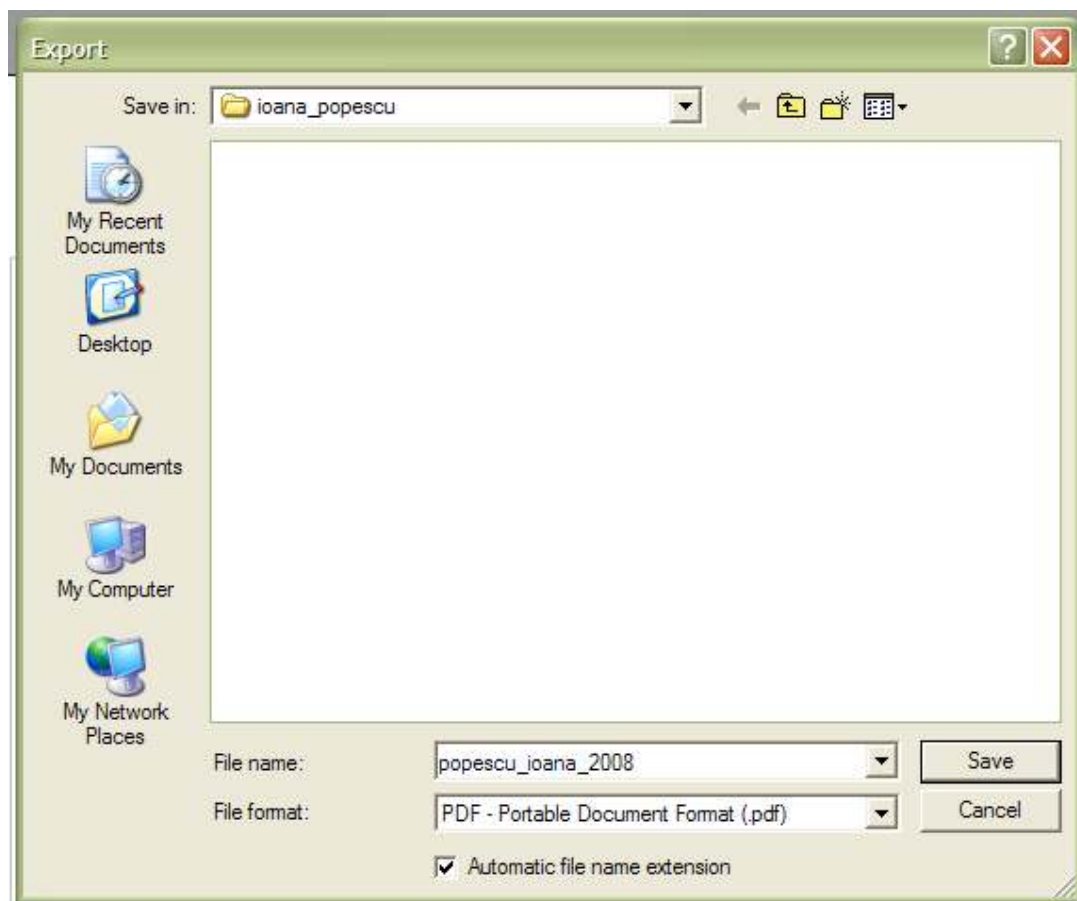 Export
Save in: ioana_popescu
My Recent
Documents
Desktop
My Documents
My Computer
My Network
Places
File name: popescu_ioana_2008 Save
File format: PDF - Portable Document Format (.pdf) Cancel
Automatic file name extension